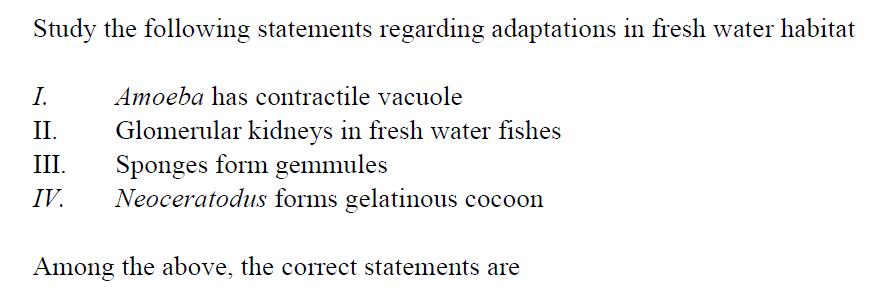 Study the following statements regarding adaptations in fresh water habitat
I. Amoeba has contractile vacuole
II. Glomerular kidneys in fresh water fishes
III. Sponges form gemmules
IV. Neoceratodus forms gelatinous cocoon
Among the above, the correct statements are